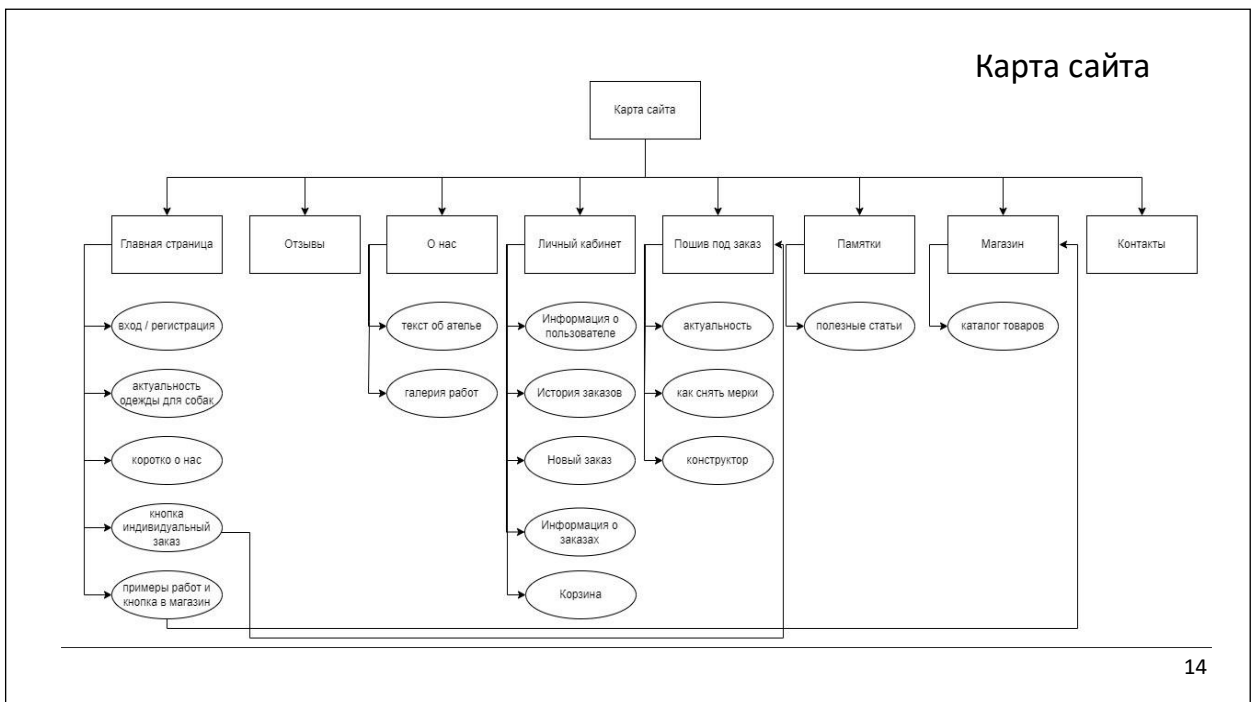 Карта сайта
Карта сайта
Главная страница
Отзывы
О нас
Личный кабинет
Пошив под заказ
Памятки
Магазин
Контакты
вход / регистрация
актуальность
одежды для собак
коротко о нас
кнопка
индивидуальный
заказ
примеры работ и
кнопка в магазин
текст об ателье
галерия работ
Информация о
пользователе
История заказов
Новый заказ
Информация о
заказах
Корзина
актуальность
как снять мерки
конструктор
полезные статьи
каталог товаров
14